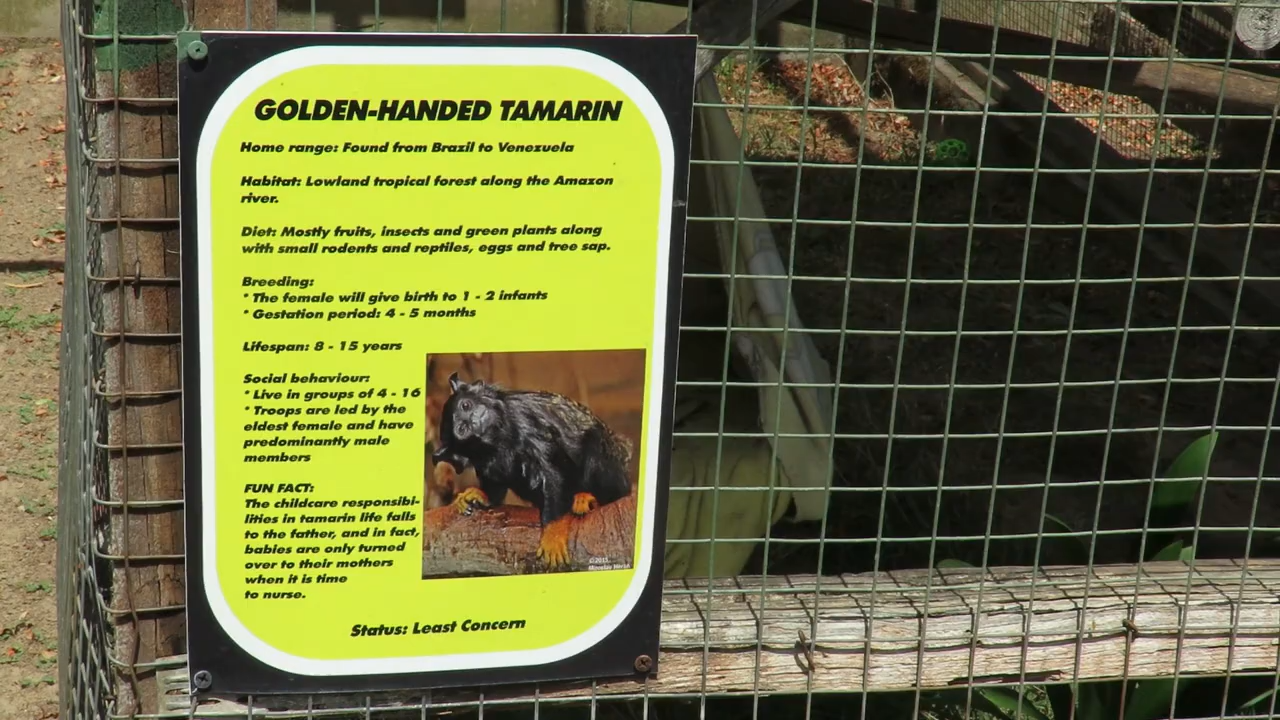 GOLDEN-HANDED TAMARIN
Home range: Found from Brazil to Venezuela
Habitat: Lowland tropical forest along the Amazon
river.
Diet: Mostly fruits, insects and green plants along
with small rodents and reptiles, eggs and tree sap.
Breeding:
* The female will give birth to 1 - 2 infants
* Gestation period: 4 - 5 months
Lifespan: 8 - 15 years
Social behaviour:
* Live in groups of 4 - 16
* Troops are led by the
eldest female and have
predominantly male
members
FUN FACT:
The childcare responsibi-
lities in tamarin life falls
to the father, and in fact,
babies are only turned
over to their mothers
when it is time
to nurse.
Status: Least Concern